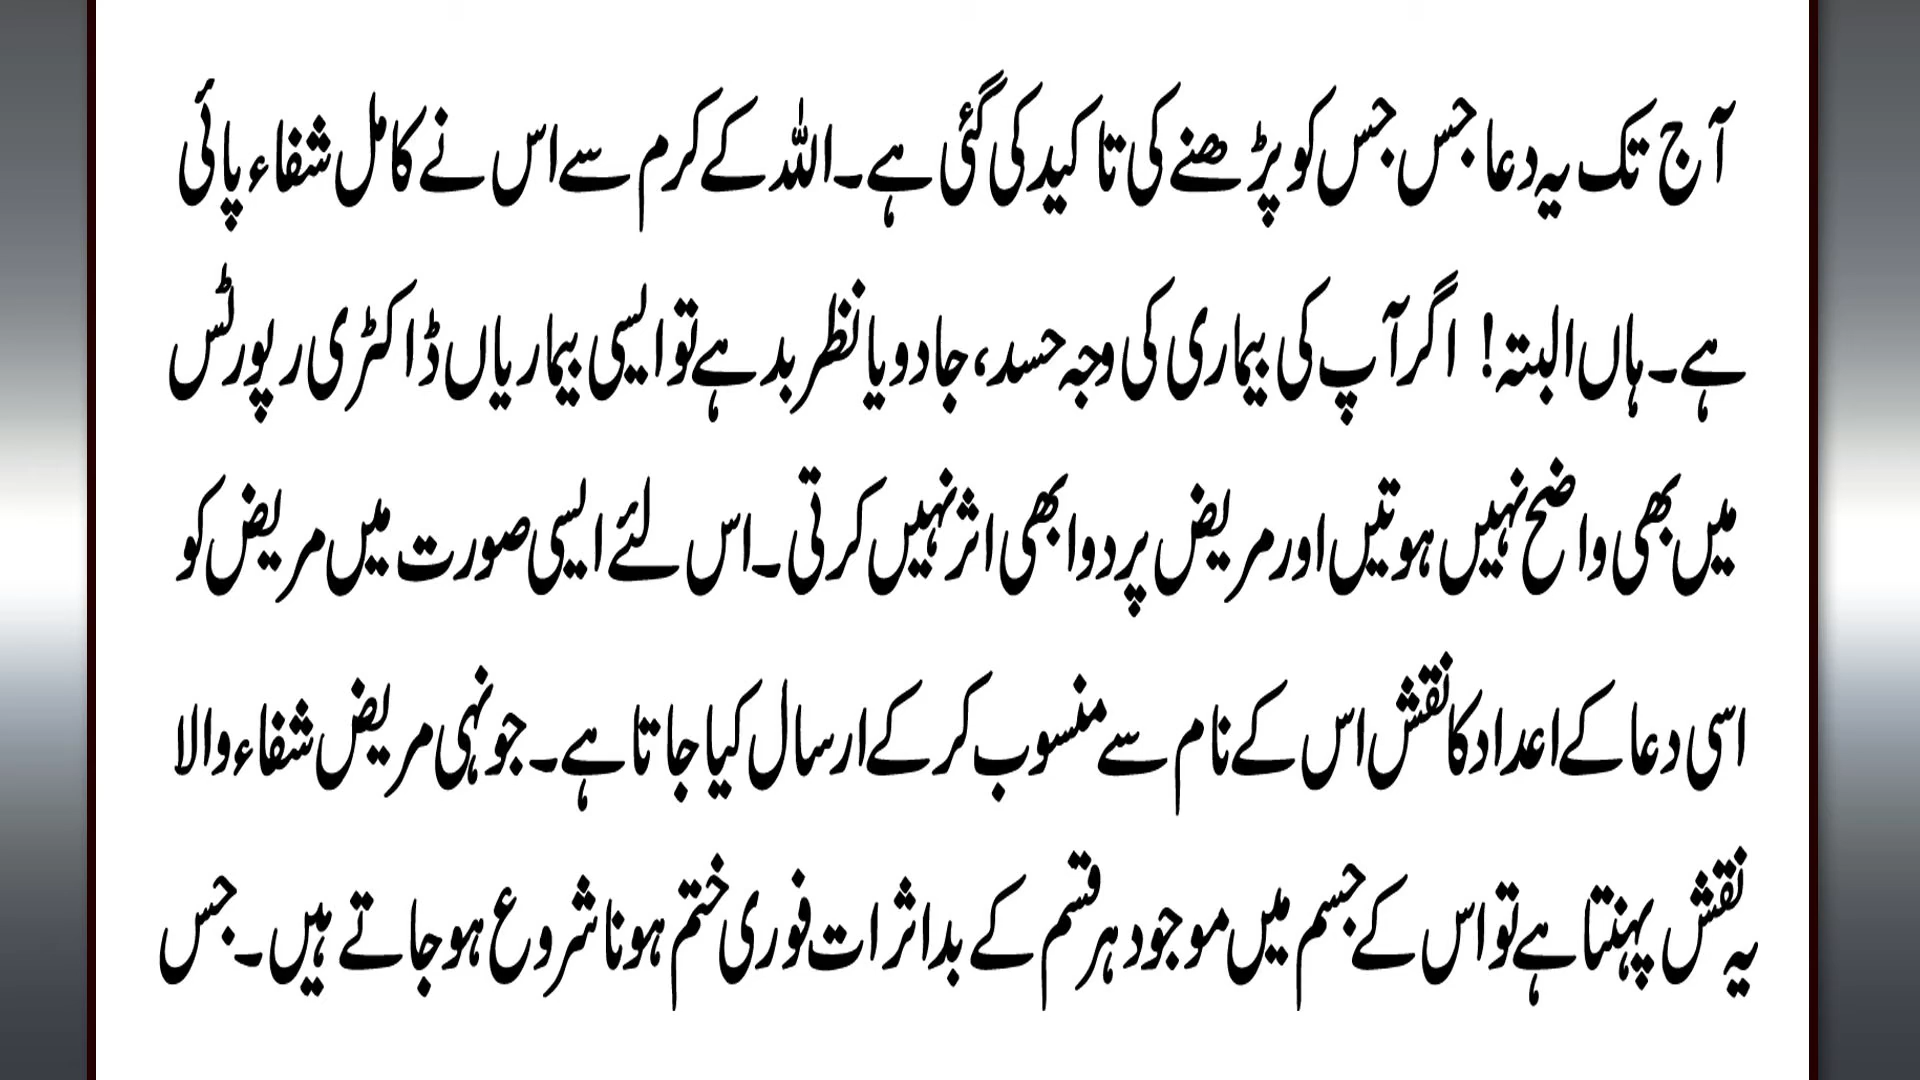 آج تک یہ دعا جس جس کو پڑھنے کی تاکید کی گئی ہے۔ اللہ کے کرم سے اس نے کامل شفاء پائی
ہے۔ ہاں البتہ! اگر آپ کی بیماری کی وجہ حسد، جادو یا نظر بد ہے تو ایسی بیماریاں ڈاکٹری رپورٹس
میں بھی واضح نہیں ہوتیں اور مریض پر دوا بھی اثر نہیں کرتی۔ اس لئے ایسی صورت میں مریض کو
اسی دعا کے اعداد کا نقش اس کے نام سے منسوب کر کے ارسال کیا جاتا ہے۔ جونہی مریض شفاء والا
یہ نقش پہنتا ہے تو اس کے جسم میں موجود ہر قسم کے بد اثرات فوری ختم ہونا شروع ہو جاتے ہیں۔ جس